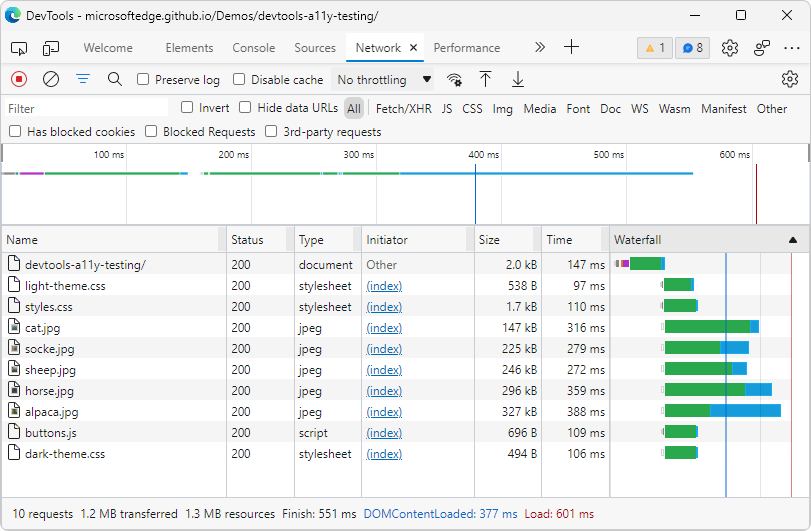 DevTools - microsoftedge.github.io/Demos/devtools-a11y-testing/
Welcome Elements Console Sources Network Performance 1 8
Preserve log Disable cache No throttling
Filter Invert Hide data URLs All Fetch/XHR JS CSS Img Media Font Doc WS Wasm Manifest Other
Has blocked cookies Blocked Requests 3rd-party requests
100 ms 200 ms 300 ms 400 ms 500 ms 600 ms
Name Status Type Initiator Size Time Waterfall
devtools-a11y-testing/ 200 document Other 2.0 kB 147 ms
light-theme.css 200 stylesheet (index) 538 B 97 ms
styles.css 200 stylesheet (index) 1.7 kB 110 ms
cat.jpg 200 jpeg (index) 147 kB 316 ms
socke.jpg 200 jpeg (index) 225 kB 279 ms
sheep.jpg 200 jpeg (index) 246 kB 272 ms
horse.jpg 200 jpeg (index) 296 kB 359 ms
alpaca.jpg 200 jpeg (index) 327 kB 388 ms
buttons.js 200 script (index) 696 B 109 ms
dark-theme.css 200 stylesheet (index) 494 B 106 ms
10 requests 1.2 MB transferred 1.3 MB resources Finish: 551 ms DOMContentLoaded: 377 ms Load: 601 ms